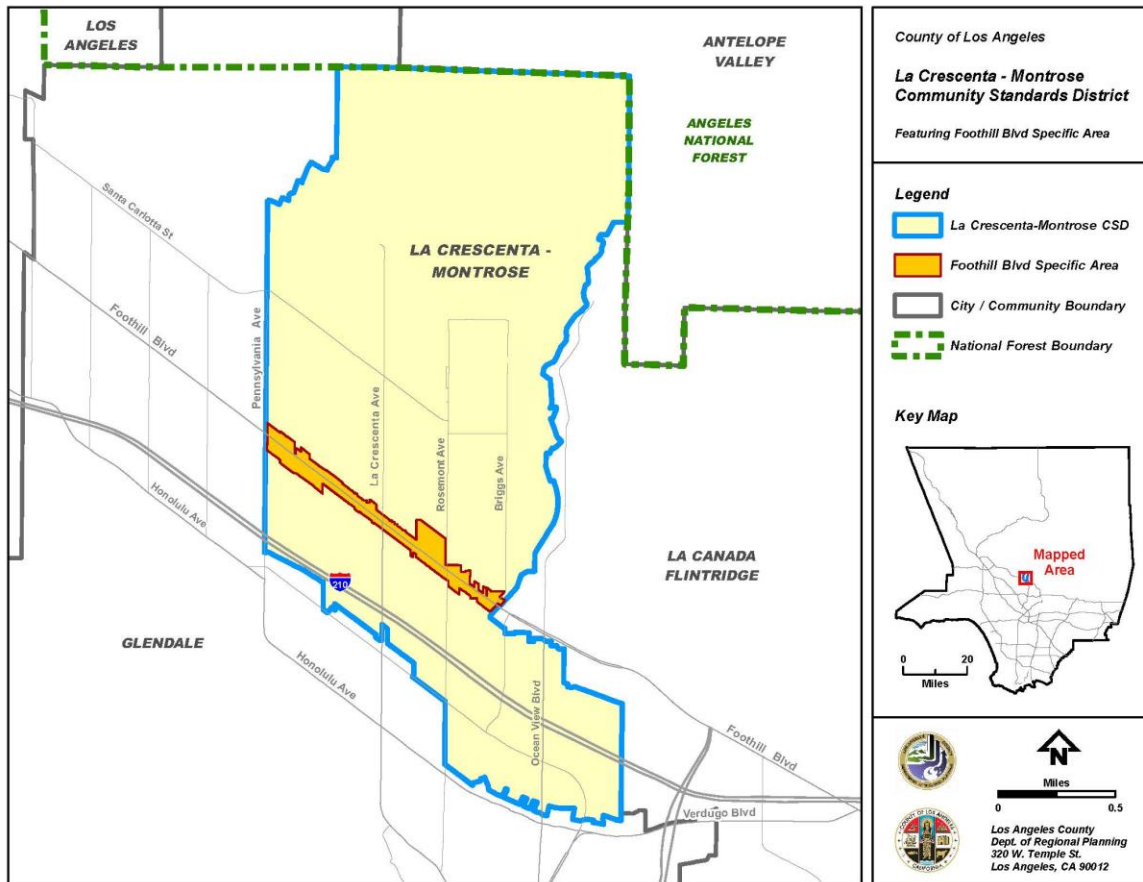 LOS
ANGELES
ANTELOPE
VALLEY
ANGELES
NATIONAL
FOREST
Santa Carlotta St
LA CRESCENTA -
MONTROSE
Foothill Blvd
Pennsylvania Ave
La Crescenta Ave
Rosemont Ave
Briggs Ave
Honolulu Ave
210
LA CANADA
FLINTRIDGE
GLENDALE
Honolulu Ave
Ocean View Blvd
Foothill Blvd
Verdugo Blvd
County of Los Angeles
La Crescenta - Montrose
Community Standards District
Featuring Foothill Blvd Specific Area
Legend
La Crescenta-Montrose CSD
Foothill Blvd Specific Area
City / Community Boundary
National Forest Boundary
Key Map
Mapped
Area
0 20
Miles
N
Miles
0 0.5
COUNTY OF LOS ANGELES
CALIFORNIA
Los Angeles County
Dept. of Regional Planning
320 W. Temple St.
Los Angeles, CA 90012